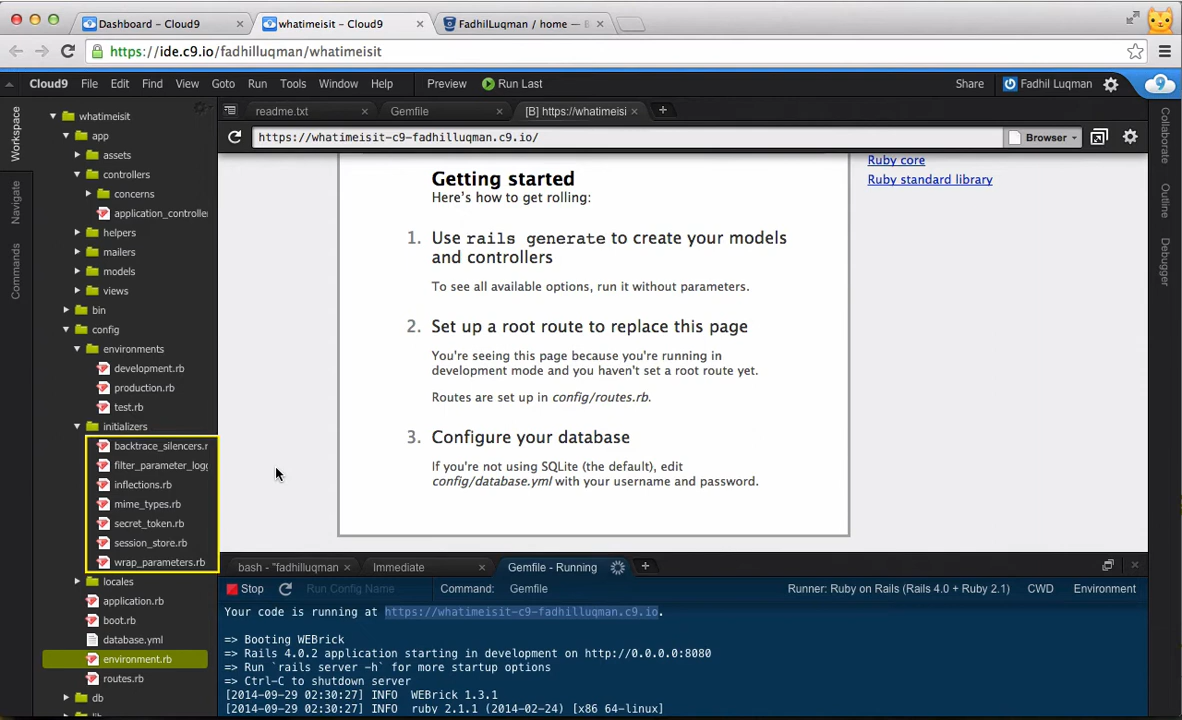 Dashboard - Cloud9
whatimeisit - Cloud9
FadhilLuqman / home —
https://ide.c9.io/fadhilluqman/whatimeisit
Cloud9 File Edit Find View Goto Run Tools Window Help Preview Run Last Share Fadhil Luqman
Workspace
Navigate
Commands
whatimeisit
app
assets
controllers
concerns
application_controlle
helpers
mailers
models
views
bin
config
environments
development.rb
production.rb
test.rb
initializers
backtrace_silencers.r
filter_parameter_logg
inflections.rb
mime_types.rb
secret_token.rb
session_store.rb
wrap_parameters.rb
locales
application.rb
boot.rb
database.yml
environment.rb
routes.rb
db
lib
readme.txt
Gemfile
[B] https://whatimeisi
https://whatimeisit-c9-fadhilluqman.c9.io/
Browser
Getting started
Here's how to get rolling:
1. Use rails generate to create your models
and controllers
To see all available options, run it without parameters.
2. Set up a root route to replace this page
You're seeing this page because you're running in
development mode and you haven't set a root route yet.
Routes are set up in config/routes.rb.
3. Configure your database
If you're not using SQLite (the default), edit
config/database.yml with your username and password.
Ruby core
Ruby standard library
Collaborate
Outline
Debugger
bash - "fadhilluqman
Immediate
Gemfile - Running
Stop Run Config Name Command: Gemfile Runner: Ruby on Rails (Rails 4.0 + Ruby 2.1) CWD Environment
Your code is running at https://whatimeisit-c9-fadhilluqman.c9.io.
=> Booting WEBrick
=> Rails 4.0.2 application starting in development on http://0.0.0.0:8080
=> Run `rails server -h` for more startup options
=> Ctrl-C to shutdown server
[2014-09-29 02:30:27] INFO WEBrick 1.3.1
[2014-09-29 02:30:27] INFO ruby 2.1.1 (2014-02-24) [x86_64-linux]